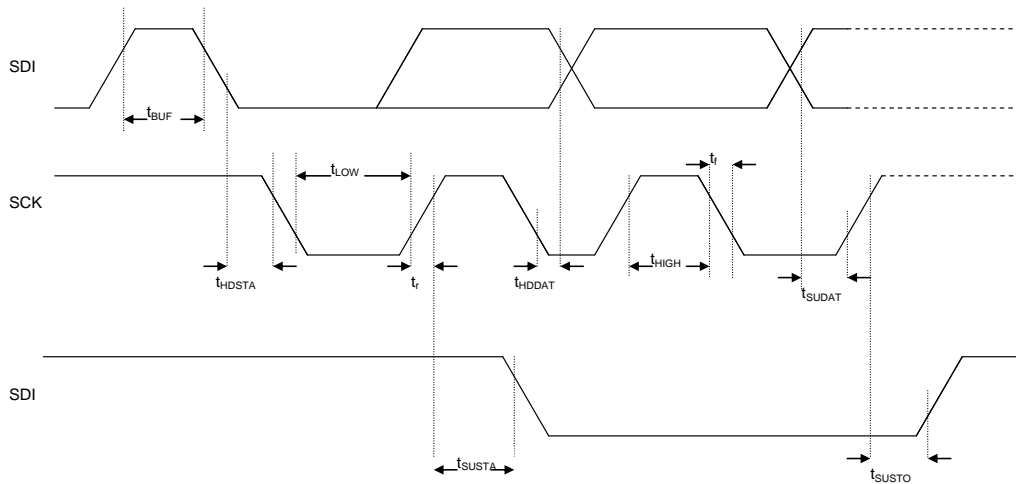 SDI
tBUF
tLOW
tf
SCK
tHDSTA
tr
tHDDAT
tHIGH
tSUDAT
SDI
tSUSTA
tSUSTO